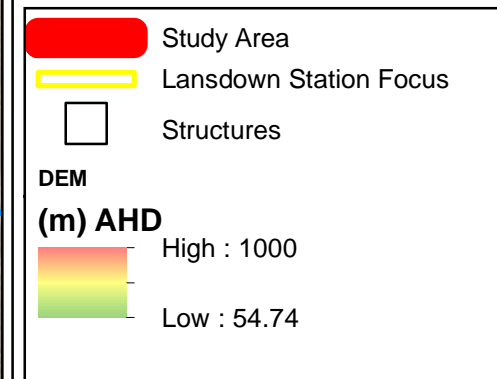 Study Area
Lansdown Station Focus
Structures
DEM
(m) AHD
High : 1000
Low : 54.74